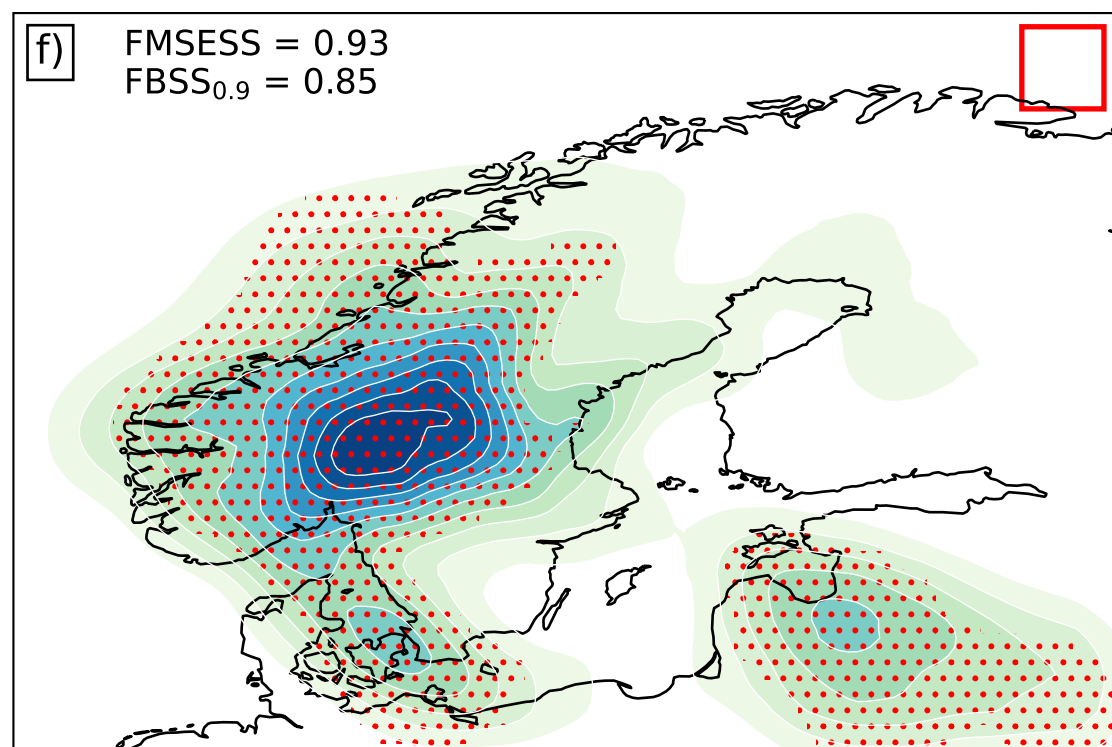 f)
FMSESS = 0.93
FBSS₀.₉ = 0.85